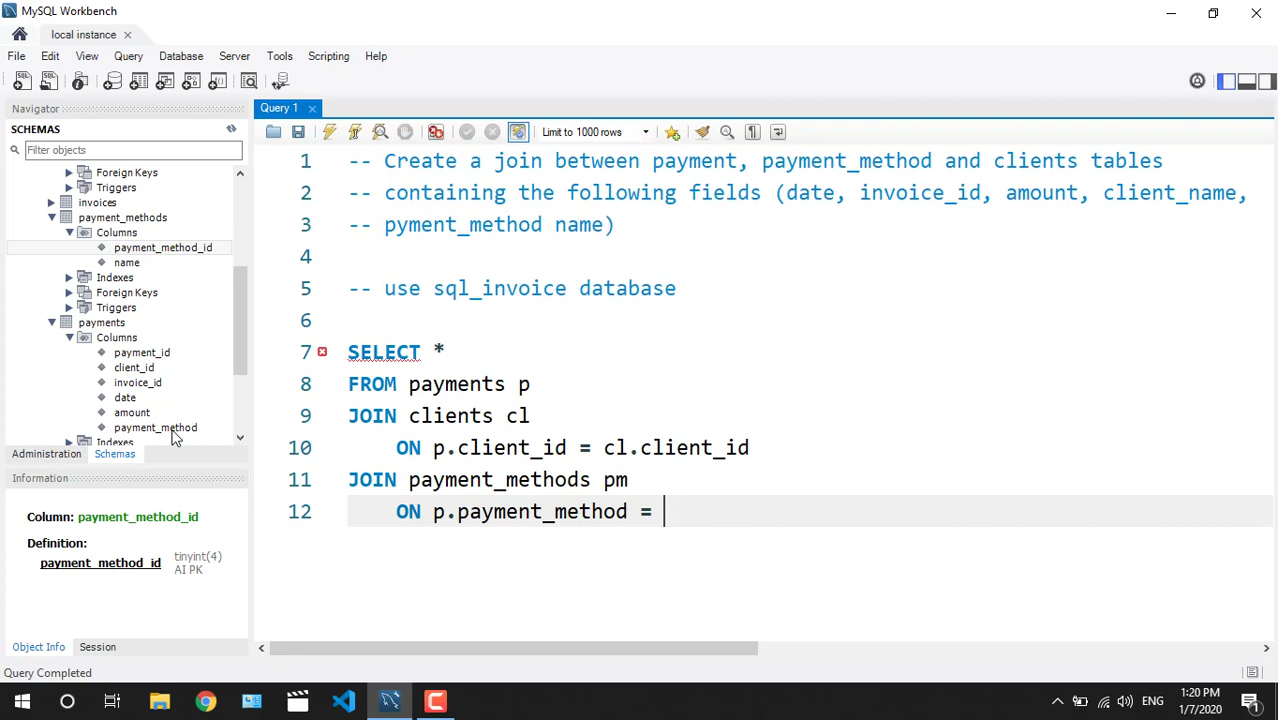 MySQL Workbench
local instance
File Edit View Query Database Server Tools Scripting Help
Navigator
SCHEMAS
Filter objects
Foreign Keys
Triggers
invoices
payment_methods
Columns
payment_method_id
name
Indexes
Foreign Keys
Triggers
payments
Columns
payment_id
client_id
invoice_id
date
amount
payment_method
Indexes
Administration Schemas
Information
Column: payment_method_id
Definition:
payment_method_id tinyint(4)
AI PK
Object Info Session
Query 1
Limit to 1000 rows
1 -- Create a join between payment, payment_method and clients tables
2 -- containing the following fields (date, invoice_id, amount, client_name,
3 -- pyment_method name)
4
5 -- use sql_invoice database
6
7 SELECT *
8 FROM payments p
9 JOIN clients cl
10 ON p.client_id = cl.client_id
11 JOIN payment_methods pm
12 ON p.payment_method =
Query Completed
ENG
1:20 PM
1/7/2020
1